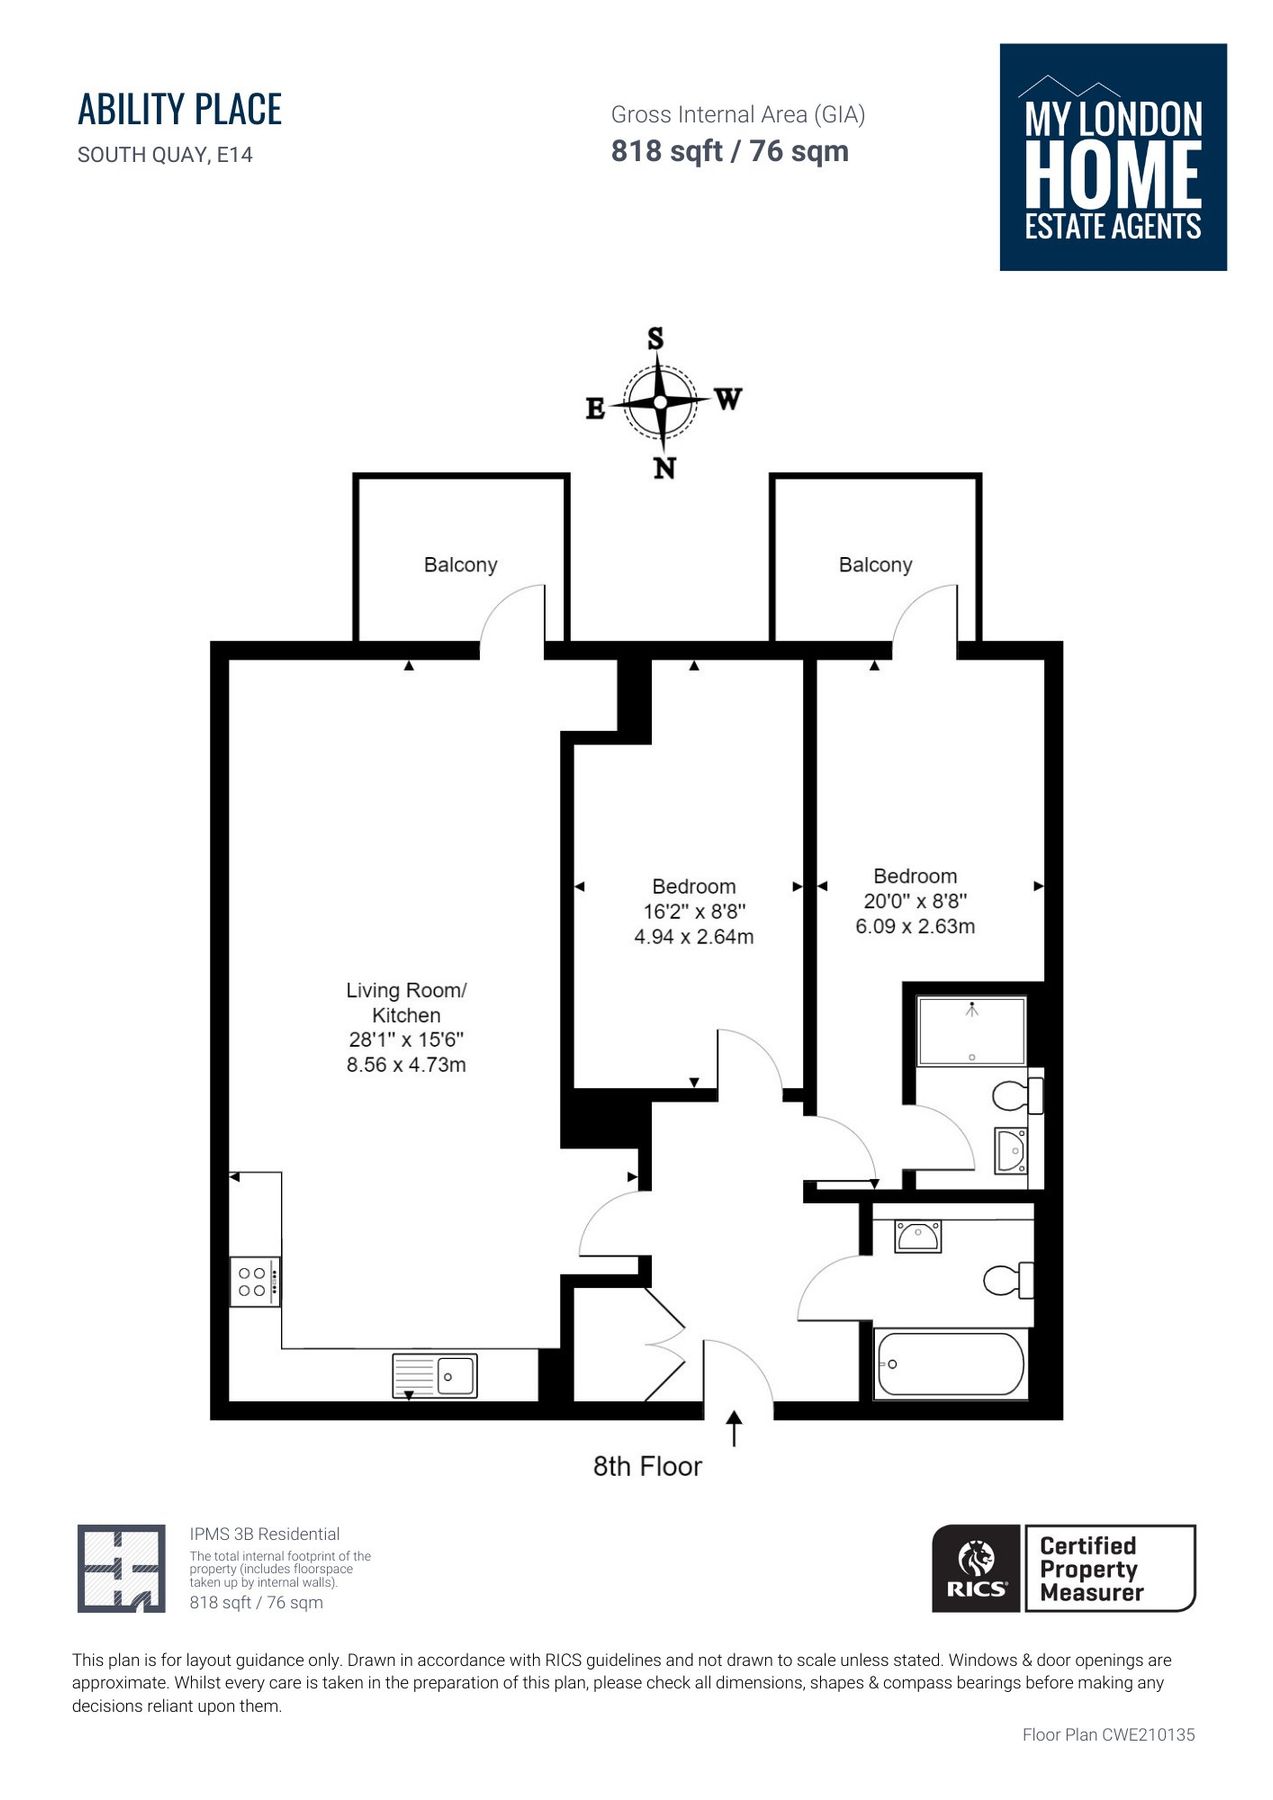 ABILITY PLACE
SOUTH QUAY, E14
Gross Internal Area (GIA)
818 sqft / 76 sqm
MY LONDON
HOME
ESTATE AGENTS
S
E
W
N
Balcony
Balcony
Bedroom
16'2" x 8'8"
4.94 x 2.64m
Bedroom
20'0" x 8'8"
6.09 x 2.63m
Living Room/
Kitchen
28'1" x 15'6"
8.56 x 4.73m
8th Floor
IPMS 3B Residential
The total internal footprint of the
property (includes floorspace
taken up by internal walls).
818 sqft / 76 sqm
RICS
Certified
Property
Measurer
This plan is for layout guidance only. Drawn in accordance with RICS guidelines and not drawn to scale unless stated. Windows & door openings are
approximate. Whilst every care is taken in the preparation of this plan, please check all dimensions, shapes & compass bearings before making any
decisions reliant upon them.
Floor Plan CWE210135